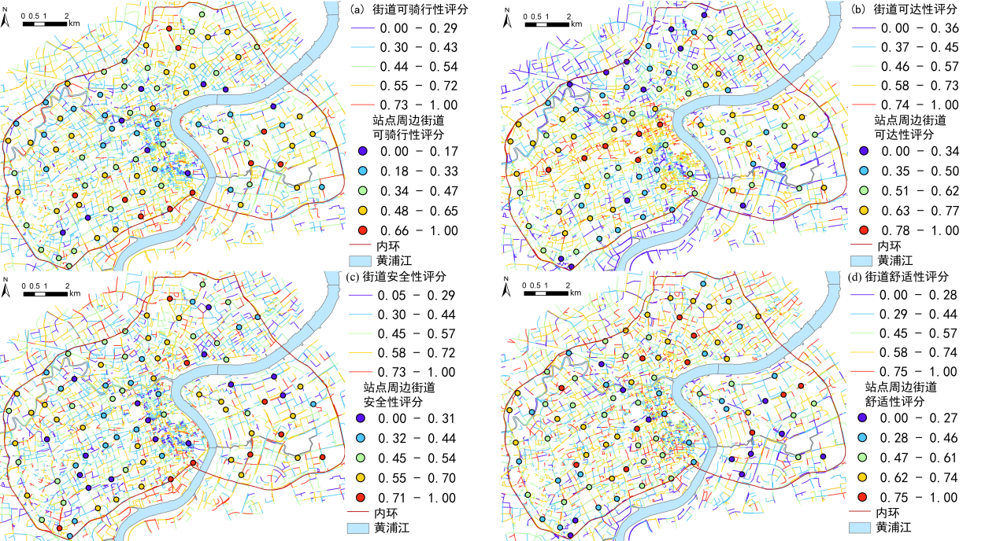 N
0 0.5 1 2
km
(a) 街道可骑行性评分
0.00 - 0.29
0.30 - 0.43
0.44 - 0.54
0.55 - 0.72
0.73 - 1.00
站点周边街道
可骑行性评分
0.00 - 0.17
0.18 - 0.33
0.34 - 0.47
0.48 - 0.65
0.66 - 1.00
内环
黄浦江
N
0 0.5 1 2
km
(b) 街道可达性评分
0.00 - 0.36
0.37 - 0.45
0.46 - 0.57
0.58 - 0.73
0.74 - 1.00
站点周边街道
可达性评分
0.00 - 0.34
0.35 - 0.50
0.51 - 0.62
0.63 - 0.77
0.78 - 1.00
内环
黄浦江
N
0 0.5 1 2
km
(c) 街道安全性评分
0.05 - 0.29
0.30 - 0.44
0.45 - 0.57
0.58 - 0.72
0.73 - 1.00
站点周边街道
安全性评分
0.00 - 0.31
0.32 - 0.44
0.45 - 0.54
0.55 - 0.70
0.71 - 1.00
内环
黄浦江
N
0 0.5 1 2
km
(d) 街道舒适性评分
0.00 - 0.28
0.29 - 0.44
0.45 - 0.57
0.58 - 0.74
0.75 - 1.00
站点周边街道
舒适性评分
0.00 - 0.27
0.28 - 0.46
0.47 - 0.61
0.62 - 0.74
0.75 - 1.00
内环
黄浦江